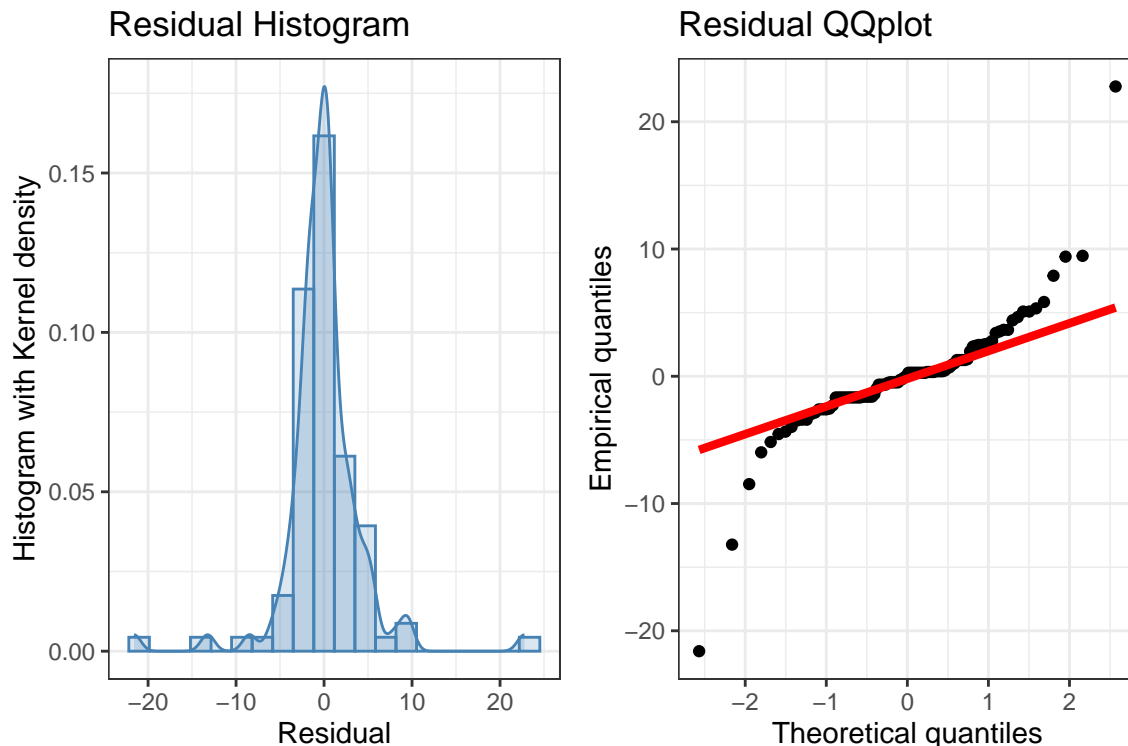 Residual Histogram
Histogram with Kernel density
0.15
0.10
0.05
0.00
−20 −10 0 10 20
Residual
Residual QQplot
Empirical quantiles
20
10
0
−10
−20
−2 −1 0 1 2
Theoretical quantiles